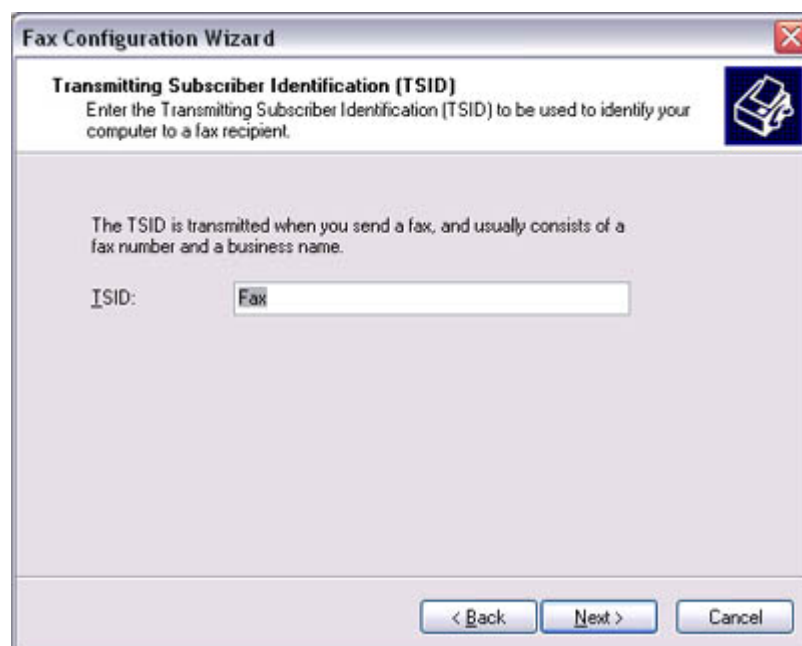 Fax Configuration Wizard
Transmitting Subscriber Identification (TSID)
Enter the Transmitting Subscriber Identification (TSID) to be used to identify your
computer to a fax recipient.
The TSID is transmitted when you send a fax, and usually consists of a
fax number and a business name.
TSID: Fax
< Back Next > Cancel